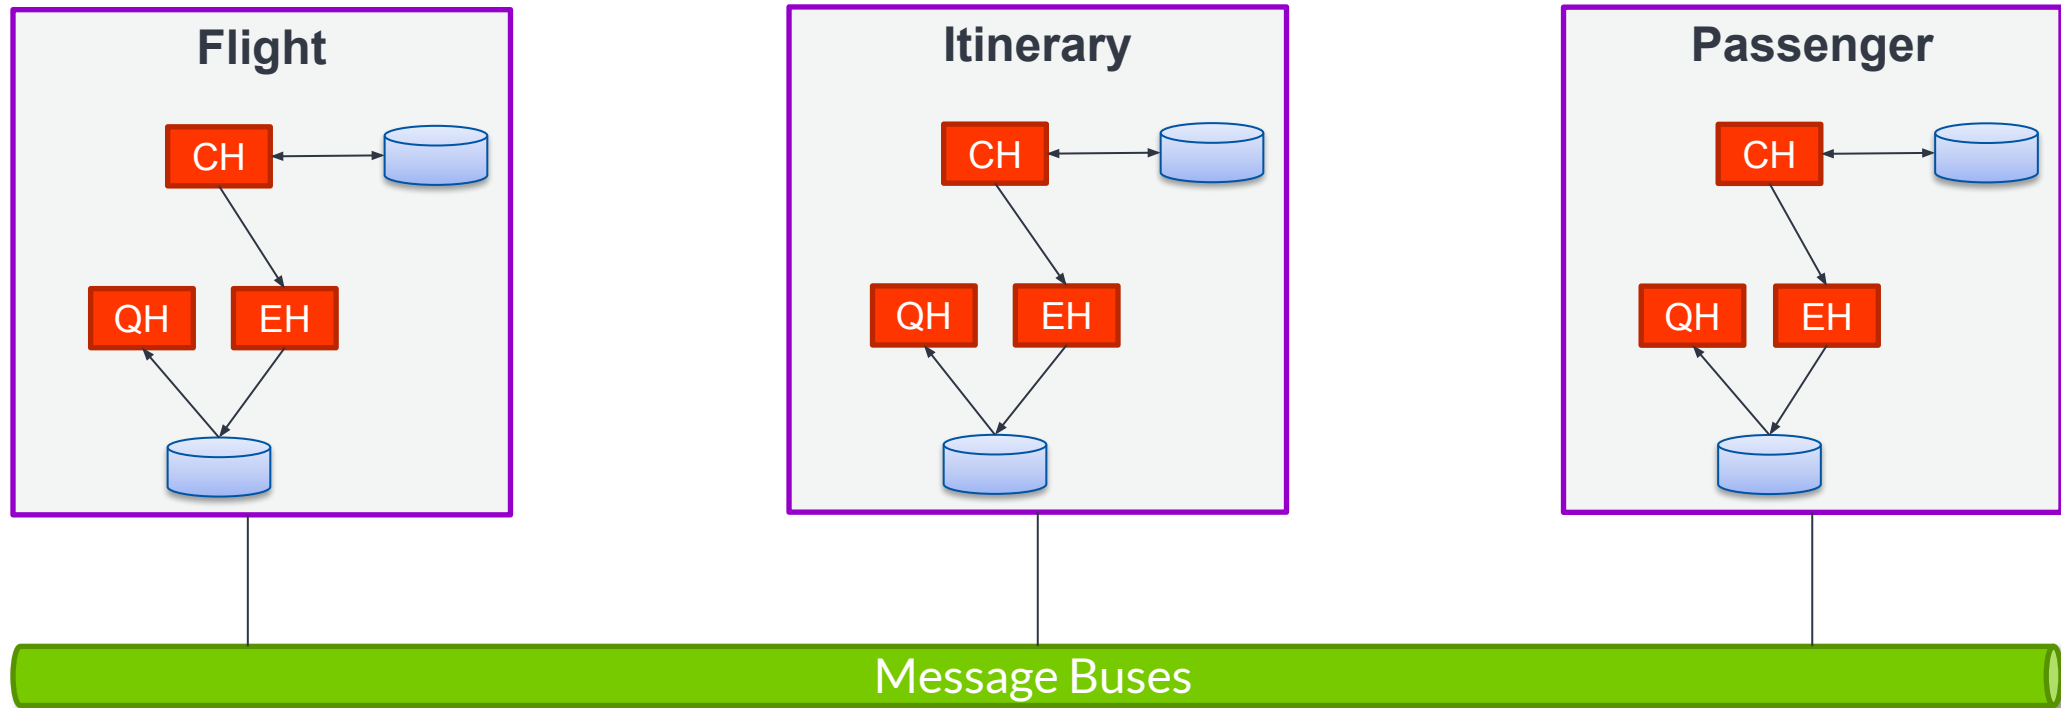 Flight
Itinerary
Passenger
CH
CH
CH
QH
EH
QH
EH
QH
EH
Message Buses